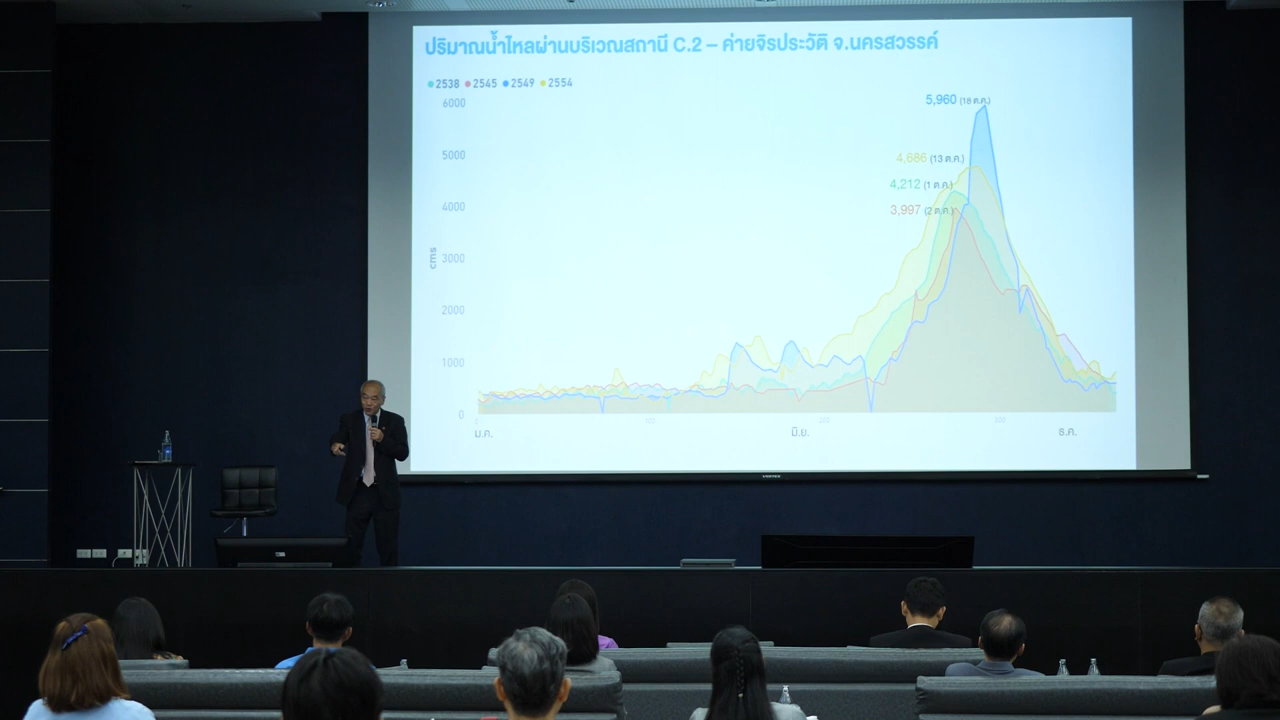 ปริมาณน้ำไหลผ่านบริเวณสถานี C.2 – ค่ายจิรประวัติ จ.นครสวรรค์
2538 2545 2549 2554
6000
5,960 (18 ต.ค.)
5000
4,686 (13 ต.ค.)
4,212 (1 ต.ค.)
4000
3,997 (2 ต.ค.)
cms
3000
2000
1000
0
ม.ค.
มิ.ย.
ธ.ค.